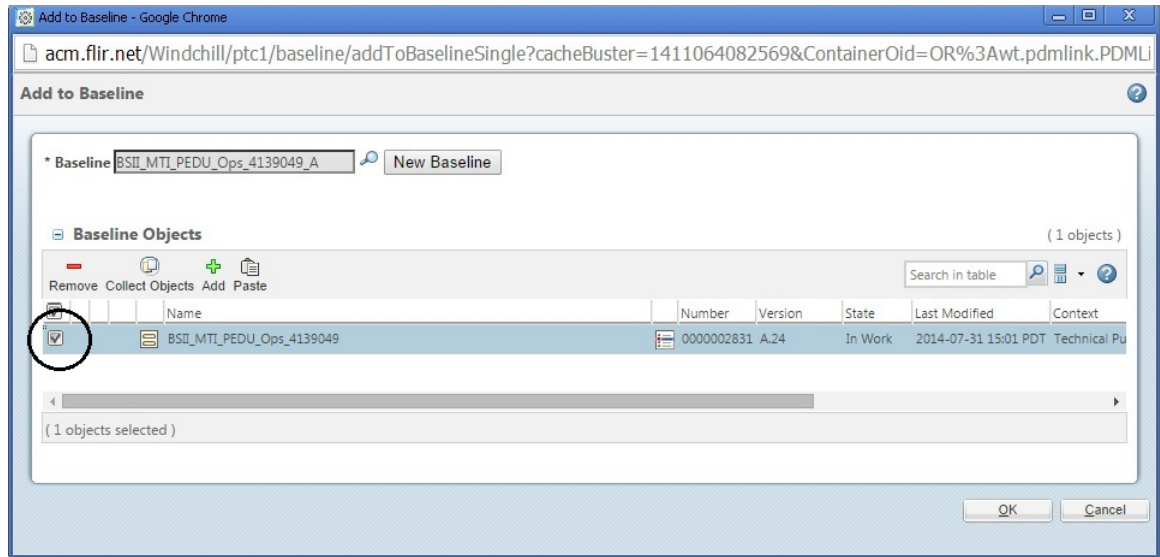 Add to Baseline - Google Chrome
acm.flir.net/Windchill/ptc1/baseline/addToBaselineSingle?cacheBuster=1411064082569&ContainerOid=OR%3Awt.pdmlink.PDMLi
Add to Baseline
* Baseline BSII_MTI_PEDU_Ops_4139049_A New Baseline
Baseline Objects (1 objects)
Remove Collect Objects Add Paste Search in table
Name Number Version State Last Modified Context
BSII_MTI_PEDU_Ops_4139049 0000002831 A.24 In Work 2014-07-31 15:01 PDT Technical Pu
(1 objects selected)
OK Cancel